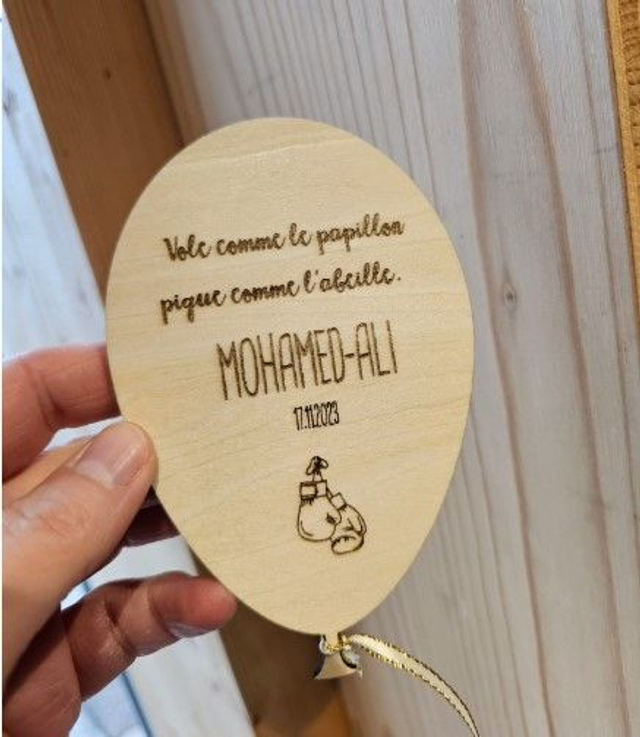 Vole comme le papillon
pique comme l'abeille.
MOHAMED-ALI
17.11.2023